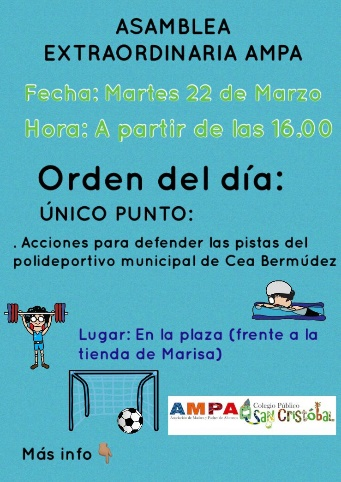 ASAMBLEA
EXTRAORDINARIA AMPA
Fecha: Martes 22 de Marzo
Hora: A partir de las 16,00
Orden del día:
ÚNICO PUNTO:
. Acciones para defender las pistas del
polideportivo municipal de Cea Bermúdez
Lugar: En la plaza (frente a la
tienda de Marisa)
AMPA
Colegio Público
San Cristóbal
Más info